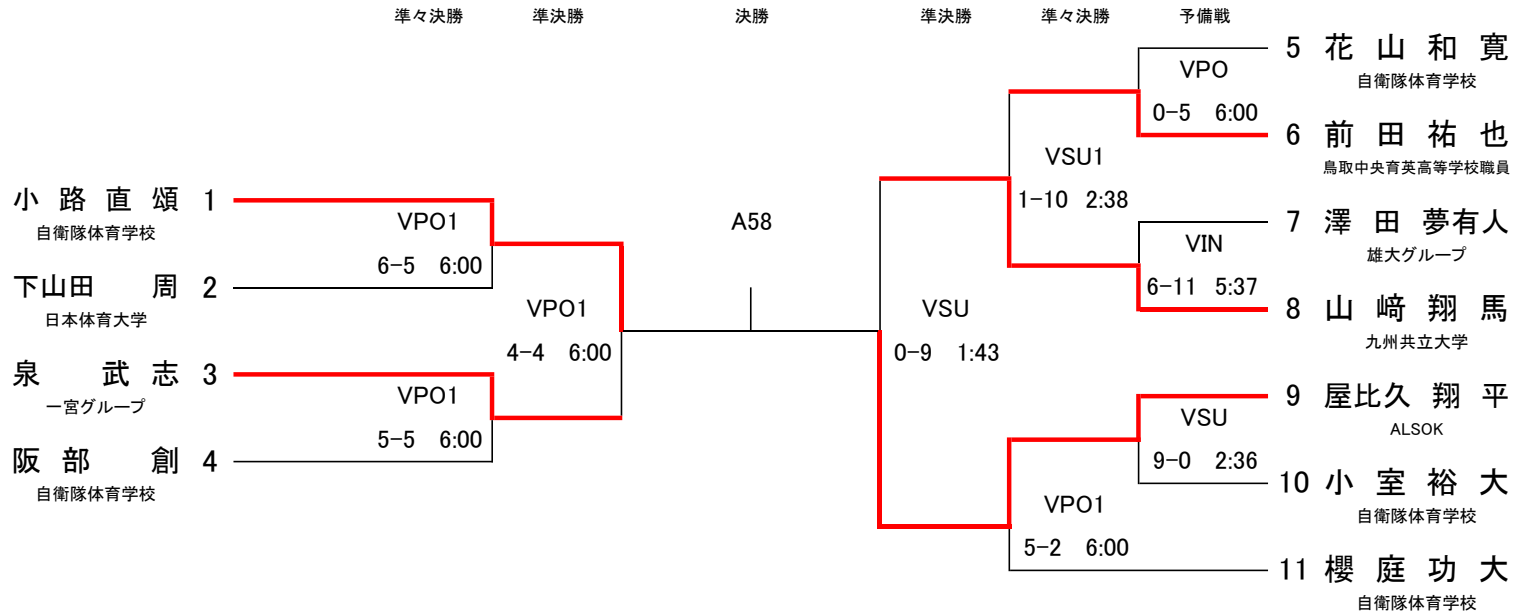 準々決勝 準決勝 決勝 準決勝 準々決勝 予備戦
5 花山和寛
自衛隊体育学校
VPO
0-5 6:00
6 前田祐也
鳥取中央育英高等学校職員
VSU1
1-10 2:38
小路直頌 1
自衛隊体育学校
VPO1
6-5 6:00
下山田 周 2
日本体育大学
VPO1
4-4 6:00
泉 武志 3
一宮グループ
VPO1
5-5 6:00
阪部 創 4
自衛隊体育学校
A58
7 澤田 夢有人
雄大グループ
VIN
6-11 5:37
8 山﨑翔馬
九州共立大学
VSU
0-9 1:43
9 屋比久 翔平
ALSOK
VSU
9-0 2:36
10 小室裕大
自衛隊体育学校
VPO1
5-2 6:00
11 櫻庭功大
自衛隊体育学校